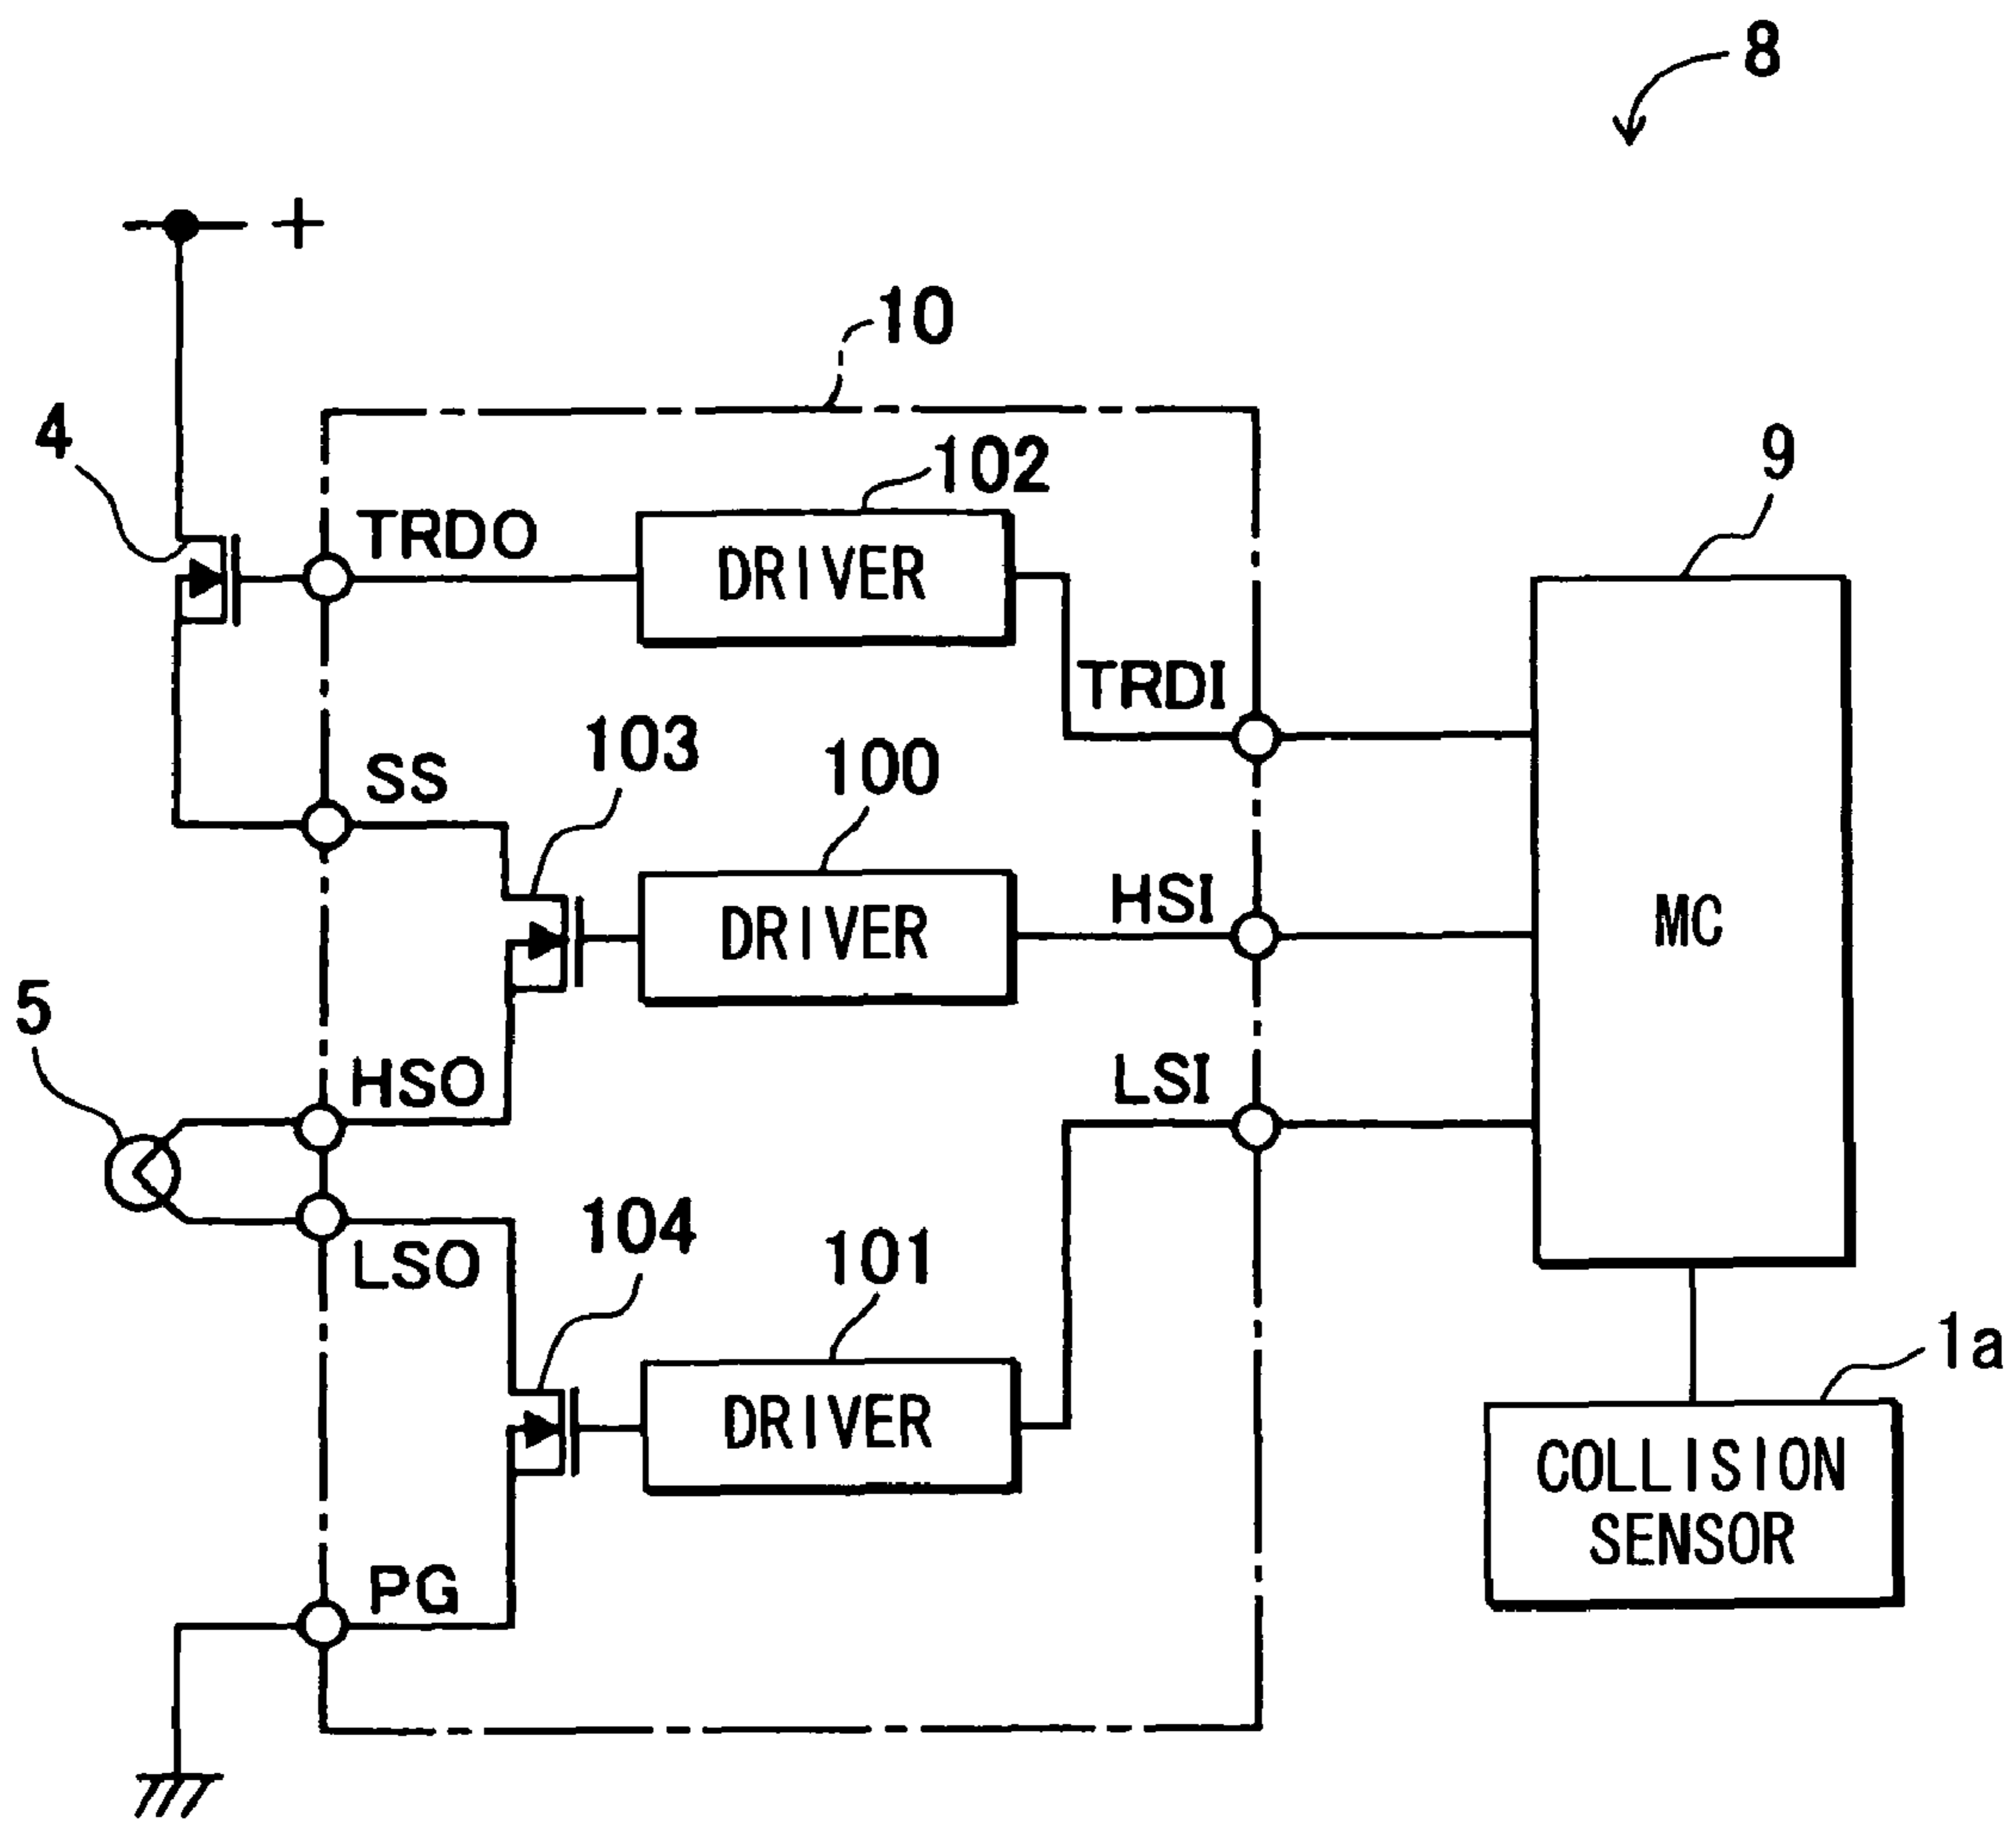 8
+
10
4
102
9
TRDO
DRIVER
TRDI
103
100
SS
HSI
DRIVER
MC
5
HSO
LSI
104
101
LSO
1a
DRIVER
COLLISION
SENSOR
PG